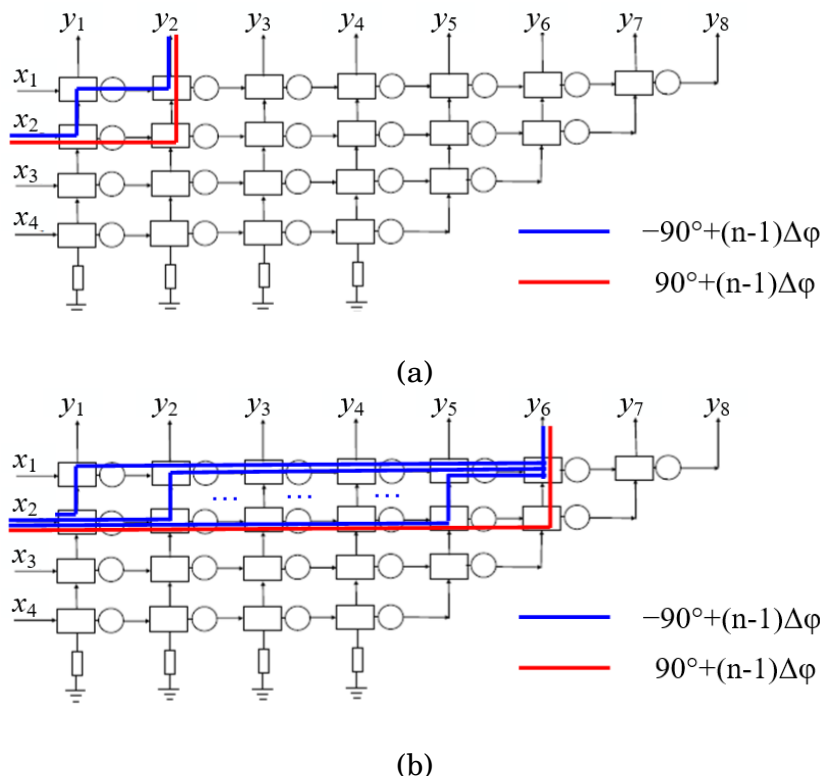 y1 y2 y3 y4 y5 y6 y7 y8
x1
x2
x3
x4
−90°+(n-1)Δφ
90°+(n-1)Δφ
(a)
y1 y2 y3 y4 y5 y6 y7 y8
x1
... ... ...
x2
x3
x4
−90°+(n-1)Δφ
90°+(n-1)Δφ
(b)